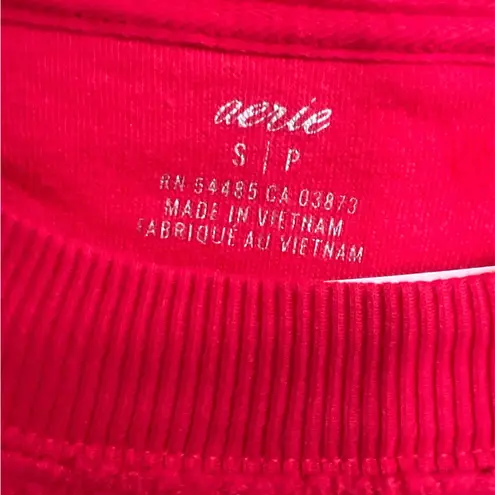 aerie
S | P
RN 54485 CA 03873
MADE IN VIETNAM
FABRIQUÉ AU VIETNAM